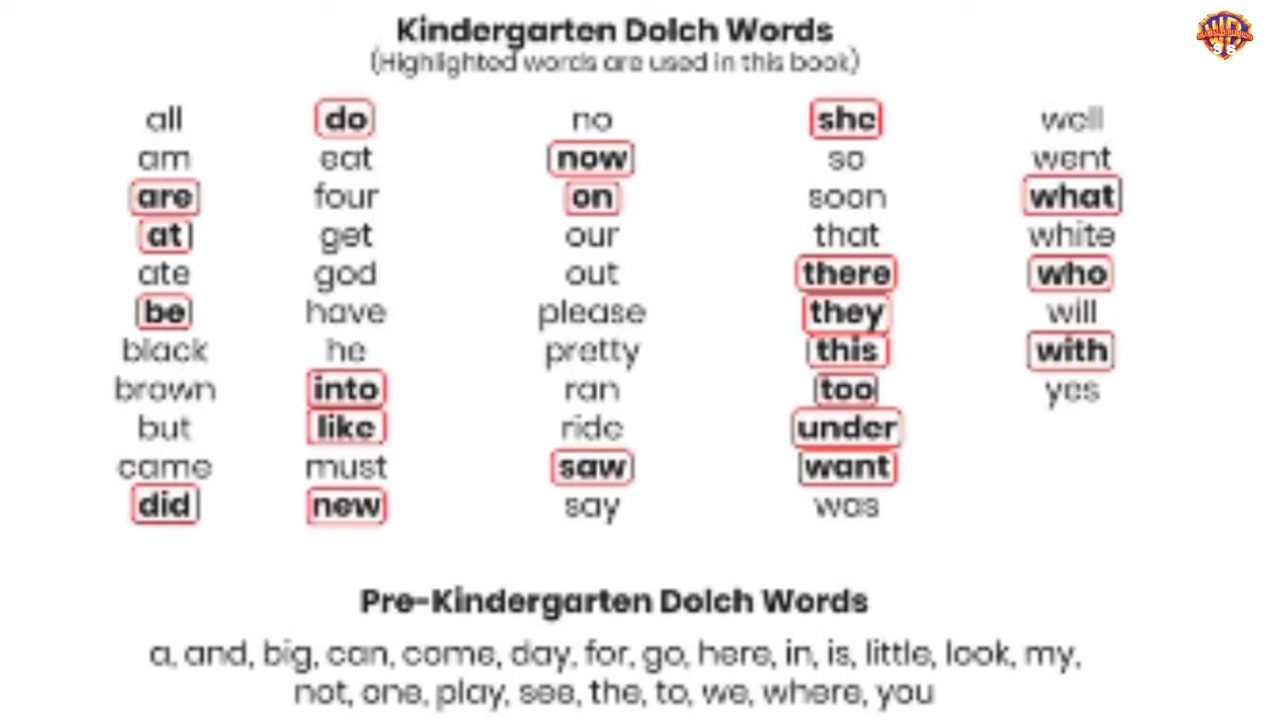 Kindergarten Dolch Words
(Highlighted words are used in this book)
all do no she well
am eat now so went
are four on soon what
at get our that white
ate god out there who
be have please they will
black he pretty this with
brown into ran too yes
but like ride under
came must saw want
did new say was
Pre-Kindergarten Dolch Words
a, and, big, can, come, day, for, go, here, in, is, little, look, my,
not, one, play, see, the, to, we, where, you